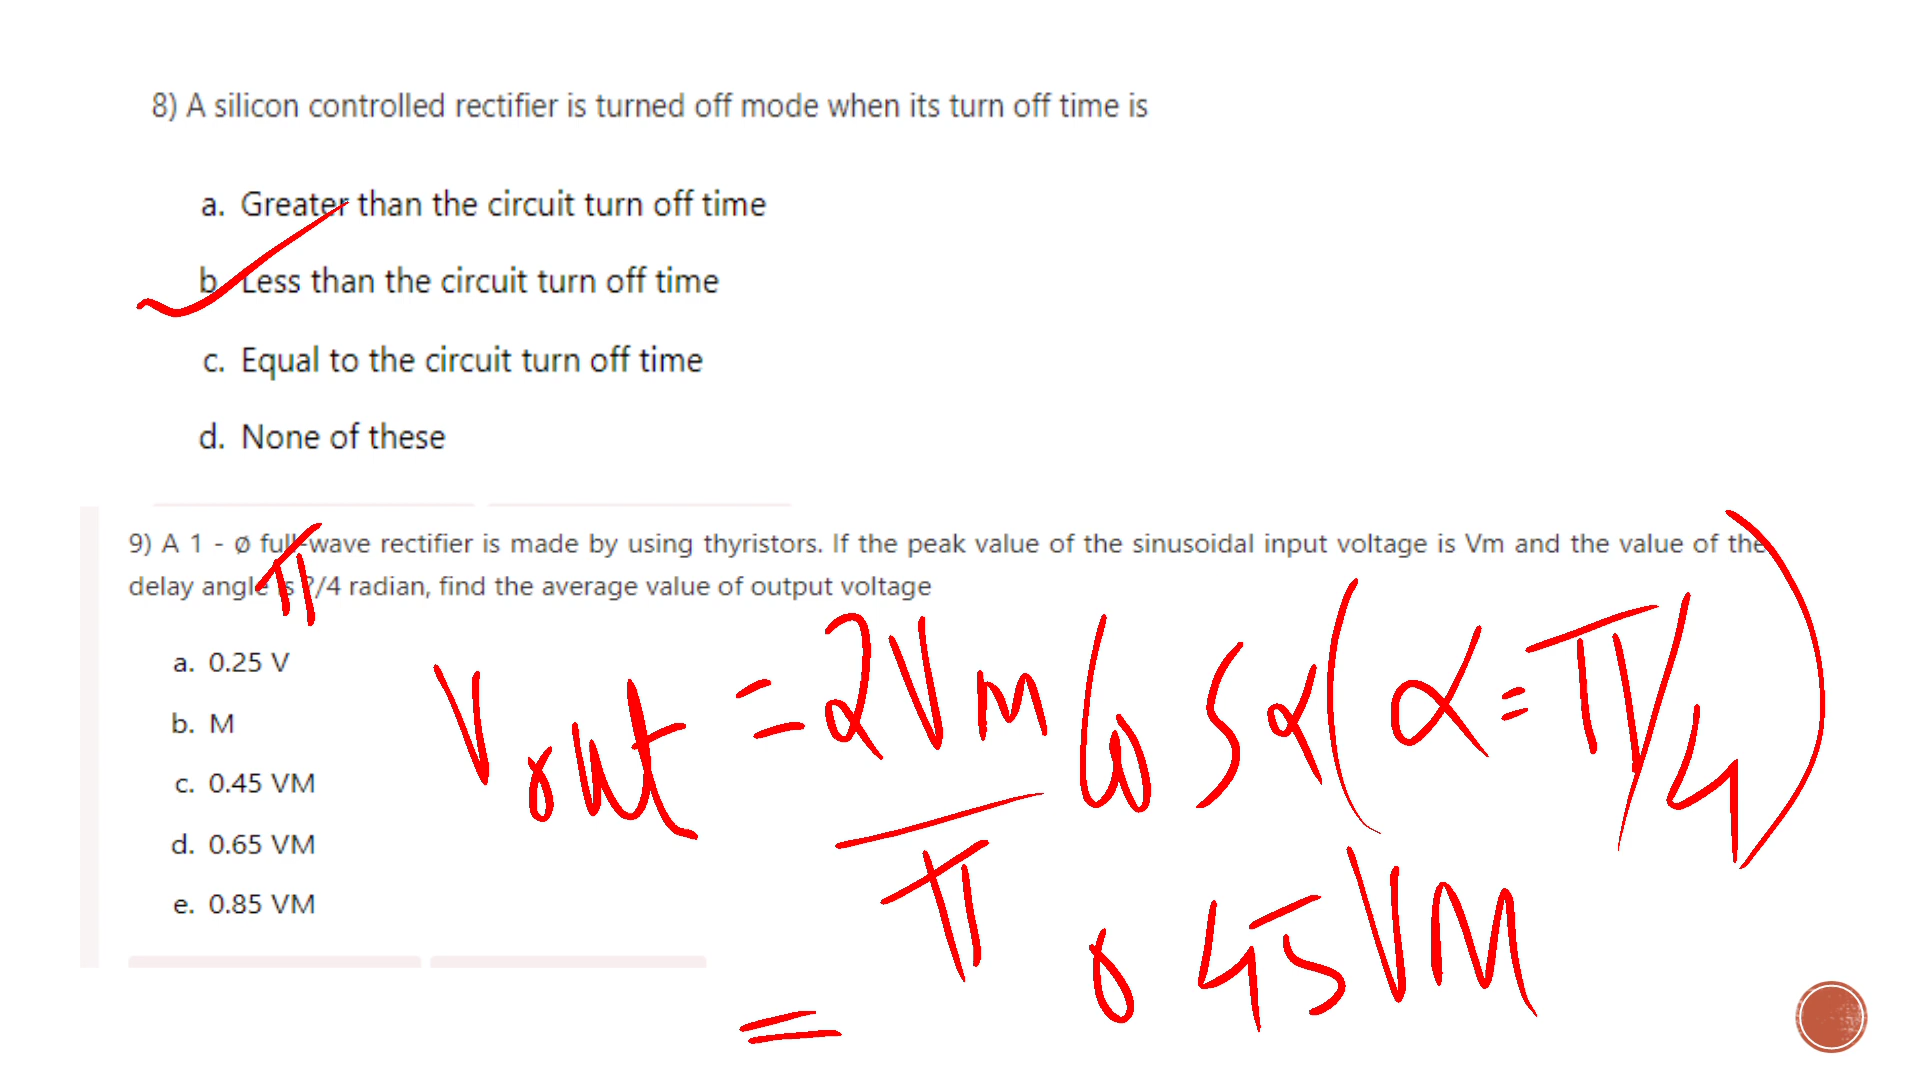 8) A silicon controlled rectifier is turned off mode when its turn off time is
a. Greater than the circuit turn off time
b. Less than the circuit turn off time
c. Equal to the circuit turn off time
d. None of these
9) A 1 - ø full-wave rectifier is made by using thyristors. If the peak value of the sinusoidal input voltage is Vm and the value of the
delay angle is ?/4 radian, find the average value of output voltage
π
a. 0.25 V
b. M
c. 0.45 VM
d. 0.65 VM
e. 0.85 VM
Vout = 2Vm/π Cos α (α = π/4)
= 0 45 VM